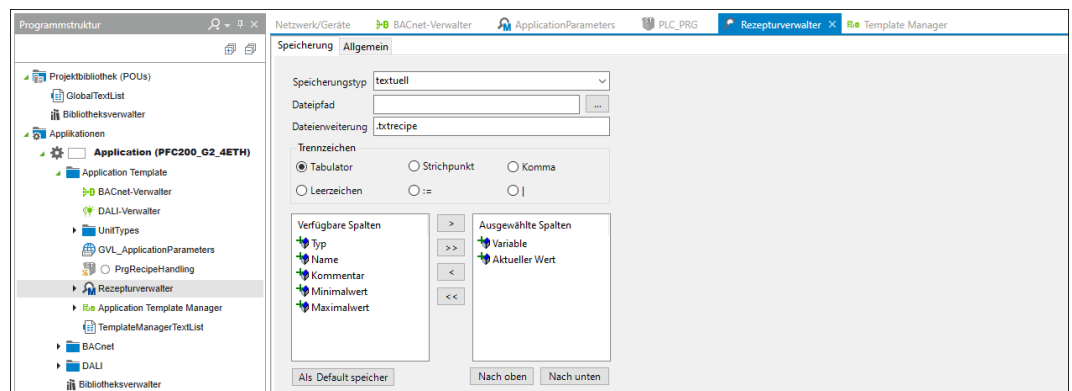 Programmstruktur
Netzwerk/Geräte BACnet-Verwalter ApplicationParameters PLC_PRG Rezepturverwalter Template Manager
Speicherung Allgemein
Projektbibliothek (POUs)
GlobalTextList
Bibliotheksverwalter
Applikationen
Application (PFC200_G2_4ETH)
Application Template
BACnet-Verwalter
DALI-Verwalter
UnitTypes
GVL_ApplicationParameters
PrgRecipeHandling
Rezepturverwalter
Application Template Manager
TemplateManagerTextList
BACnet
DALI
Bibliotheksverwalter
Speicherungstyp textuell
Dateipfad ...
Dateierweiterung .txtrecipe
Trennzeichen
Tabulator Strichpunkt Komma
Leerzeichen := |
Verfügbare Spalten
Typ
Name
Kommentar
Minimalwert
Maximalwert
>
>>
<
<<
Ausgewählte Spalten
Variable
Aktueller Wert
Als Default speicher Nach oben Nach unten